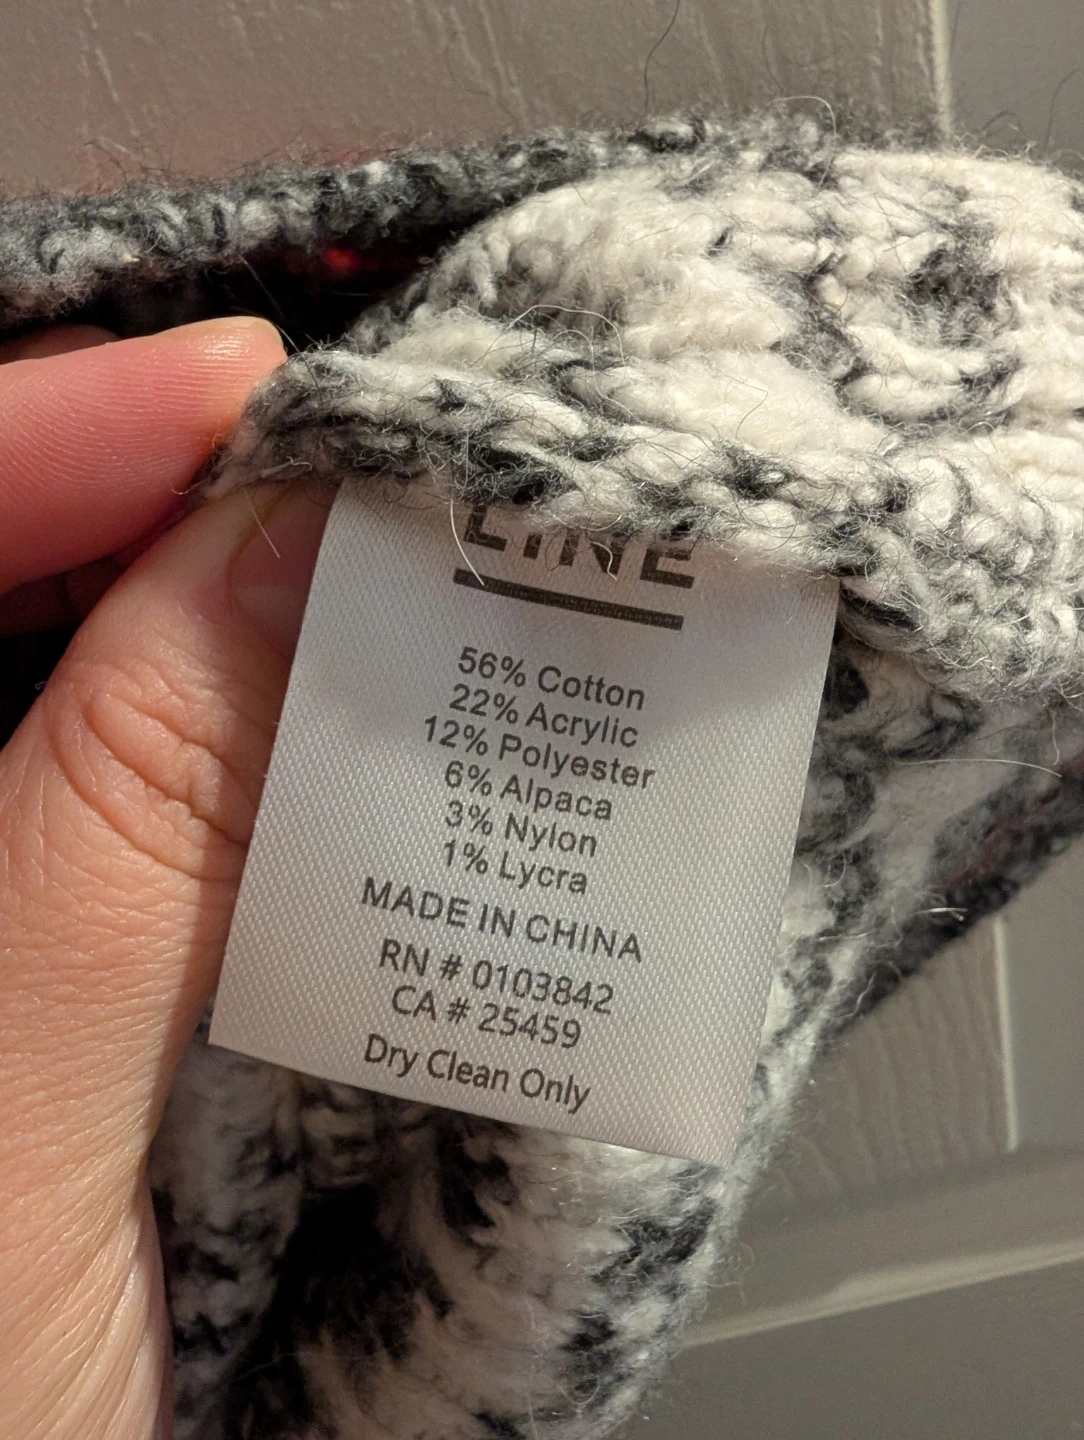 LINE
56% Cotton
22% Acrylic
12% Polyester
6% Alpaca
3% Nylon
1% Lycra
MADE IN CHINA
RN # 0103842
CA # 25459
Dry Clean Only